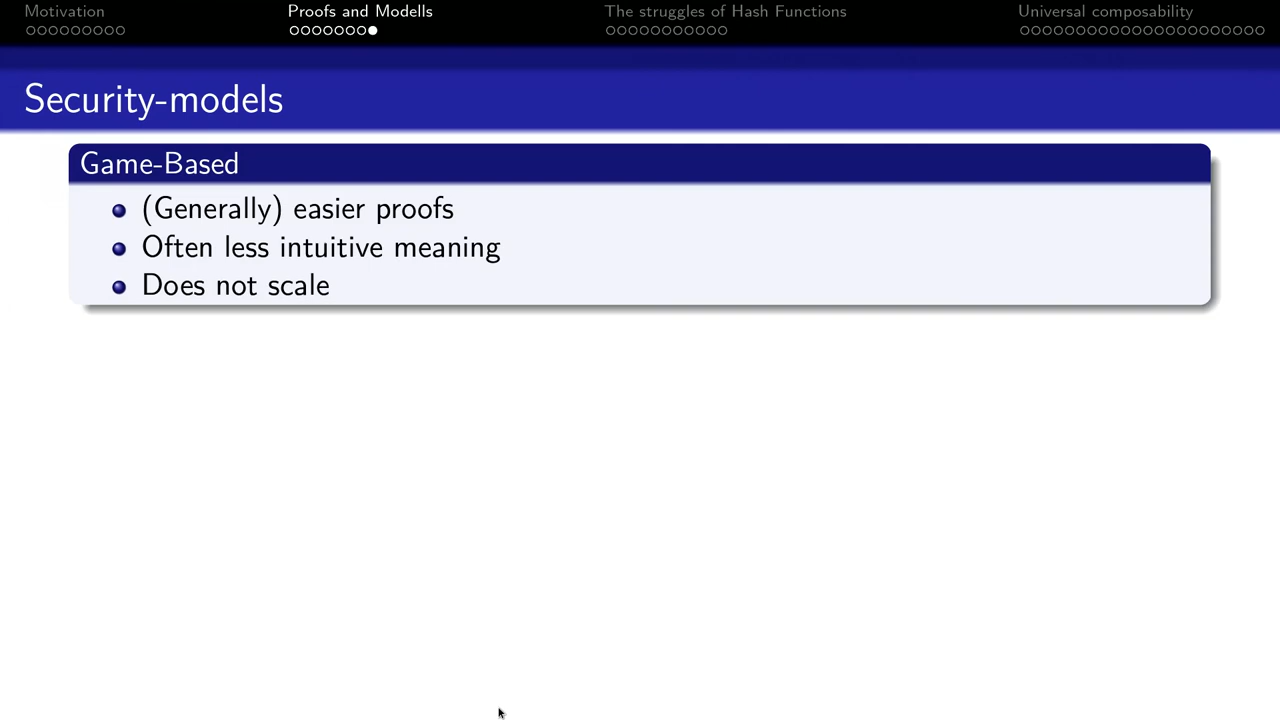 Motivation
Proofs and Modells
The struggles of Hash Functions
Universal composability
Security-models
Game-Based
(Generally) easier proofs
Often less intuitive meaning
Does not scale